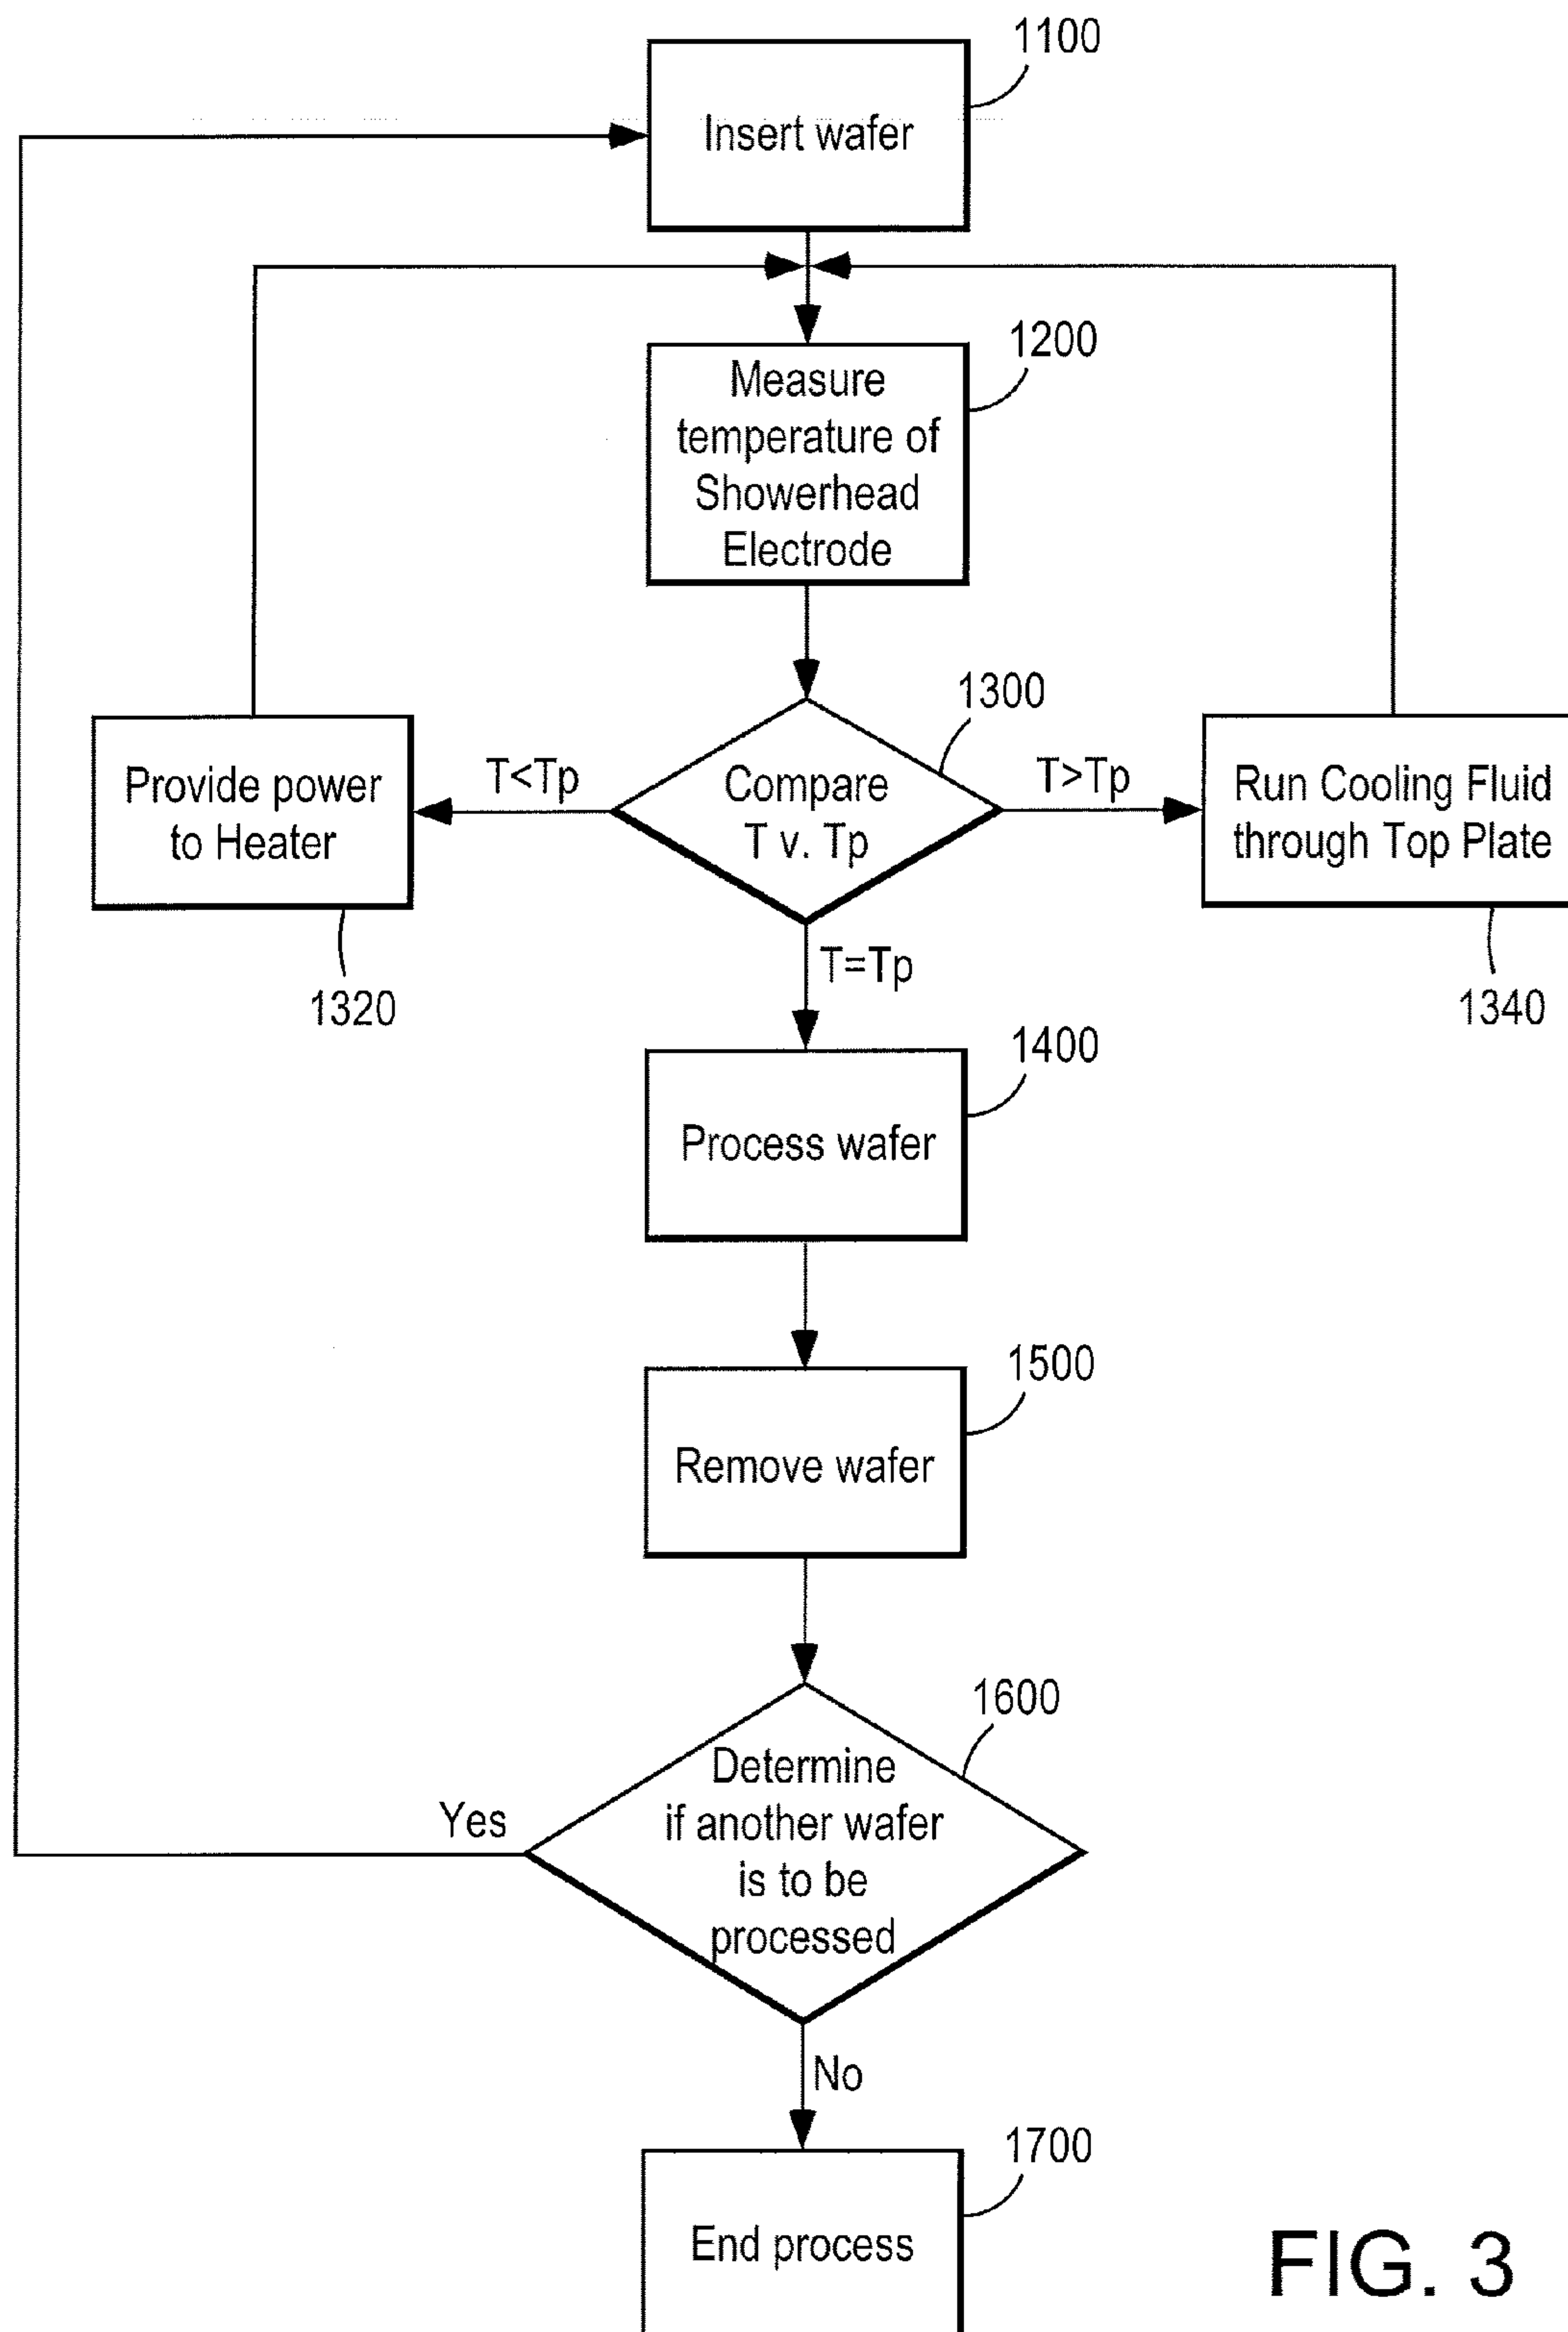 1100
Insert wafer
1200
Measure
temperature of
Showerhead
Electrode
1300
Compare
T v. Tp
T<Tp
T>Tp
Provide power
to Heater
1320
Run Cooling Fluid
through Top Plate
1340
T=Tp
1400
Process wafer
1500
Remove wafer
1600
Determine
if another wafer
is to be
processed
Yes
No
1700
End process
FIG. 3